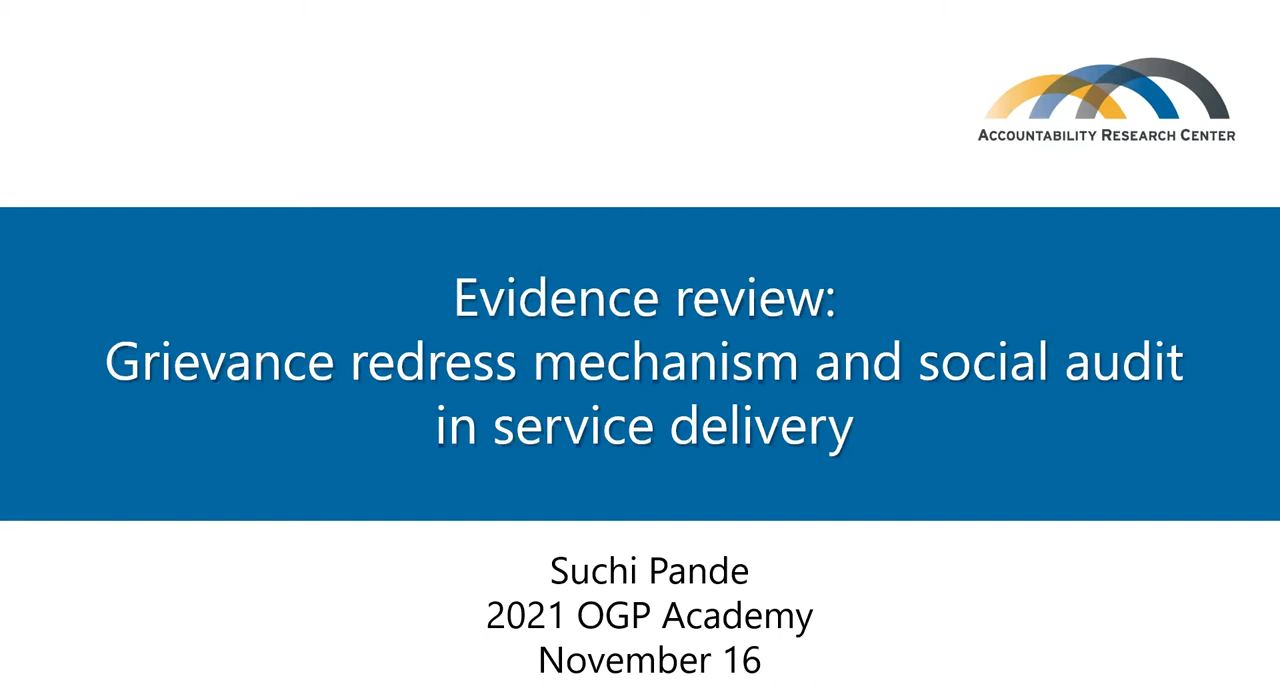 ACCOUNTABILITY RESEARCH CENTER
Evidence review:
Grievance redress mechanism and social audit
in service delivery
Suchi Pande
2021 OGP Academy
November 16